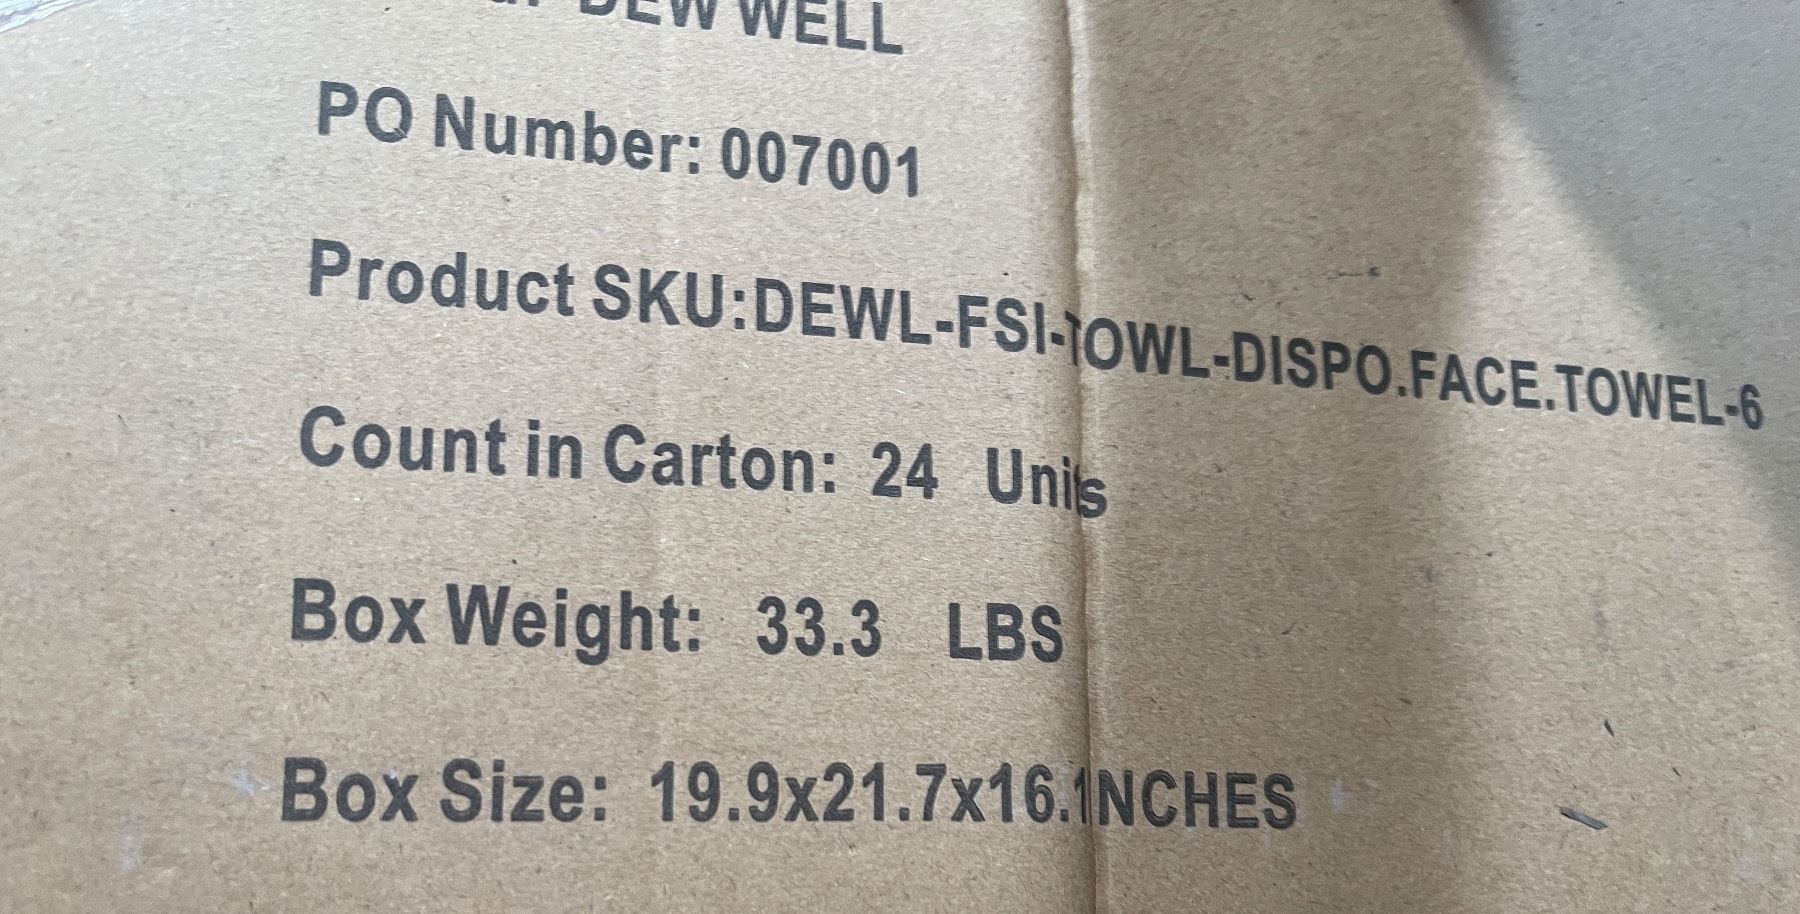 DEW WELL
PO Number: 007001
Product SKU:DEWL-FSI-TOWL-DISPO.FACE.TOWEL-6
Count in Carton: 24 Units
Box Weight: 33.3 LBS
Box Size: 19.9x21.7x16.1NCHES